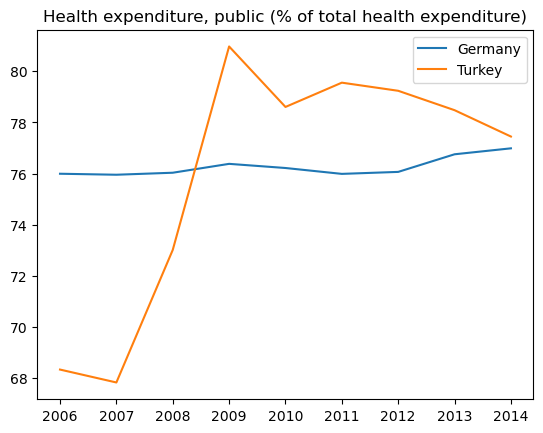 Health expenditure, public (% of total health expenditure)
Germany
Turkey
80
78
76
74
72
70
68
2006 2007 2008 2009 2010 2011 2012 2013 2014